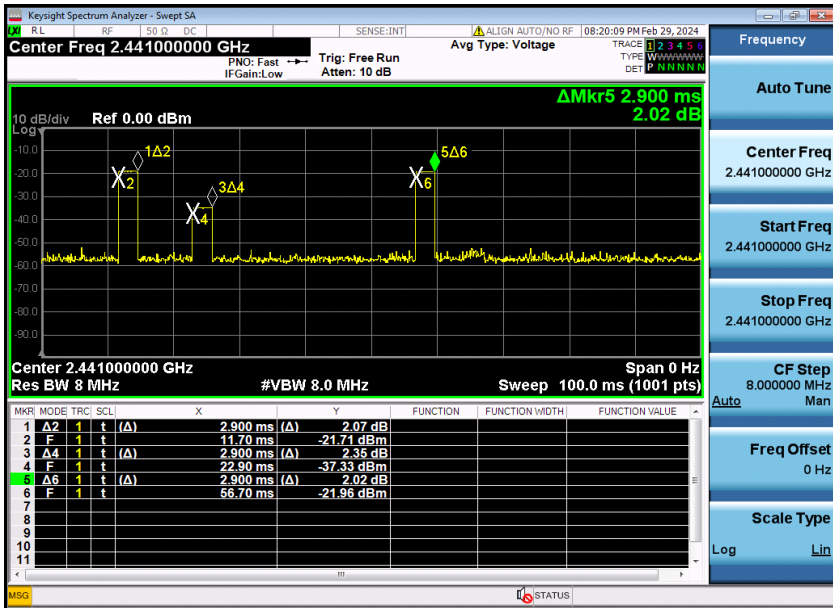 Keysight Spectrum Analyzer - Swept SA
LXI RL RF 50 Ω DC SENSE:INT ALIGN AUTO/NO RF 08:20:09 PM Feb 29, 2024
Center Freq 2.441000000 GHz Avg Type: Voltage TRACE 1 2 3 4 5 6
PNO: Fast Trig: Free Run TYPE WWWWWW
IFGain:Low Atten: 10 dB DET P N N N N N
ΔMkr5 2.900 ms
10 dB/div Ref 0.00 dBm 2.02 dB
Log
-10.0
-20.0
-30.0
-40.0
-50.0
-60.0
-70.0
-80.0
-90.0
1Δ2
2
3Δ4
4
5Δ6
6
Center 2.441000000 GHz Span 0 Hz
Res BW 8 MHz #VBW 8.0 MHz Sweep 100.0 ms (1001 pts)
MKR MODE TRC SCL X Y FUNCTION FUNCTION WIDTH FUNCTION VALUE
1 Δ2 1 t (Δ) 2.900 ms (Δ) 2.07 dB
2 F 1 t 11.70 ms -21.71 dBm
3 Δ4 1 t (Δ) 2.900 ms (Δ) 2.35 dB
4 F 1 t 22.90 ms -37.33 dBm
5 Δ6 1 t (Δ) 2.900 ms (Δ) 2.02 dB
6 F 1 t 56.70 ms -21.96 dBm
7
8
9
10
11
MSG STATUS
Frequency
Auto Tune
Center Freq
2.441000000 GHz
Start Freq
2.441000000 GHz
Stop Freq
2.441000000 GHz
CF Step
8.000000 MHz
Auto Man
Freq Offset
0 Hz
Scale Type
Log Lin